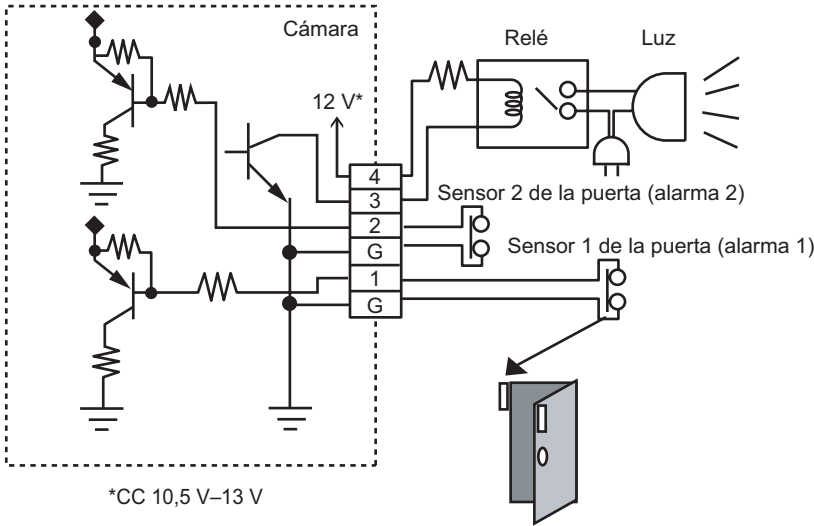 Cámara
Relé
Luz
12 V*
4
3
2
G
1
G
Sensor 2 de la puerta (alarma 2)
Sensor 1 de la puerta (alarma 1)
*CC 10,5 V–13 V